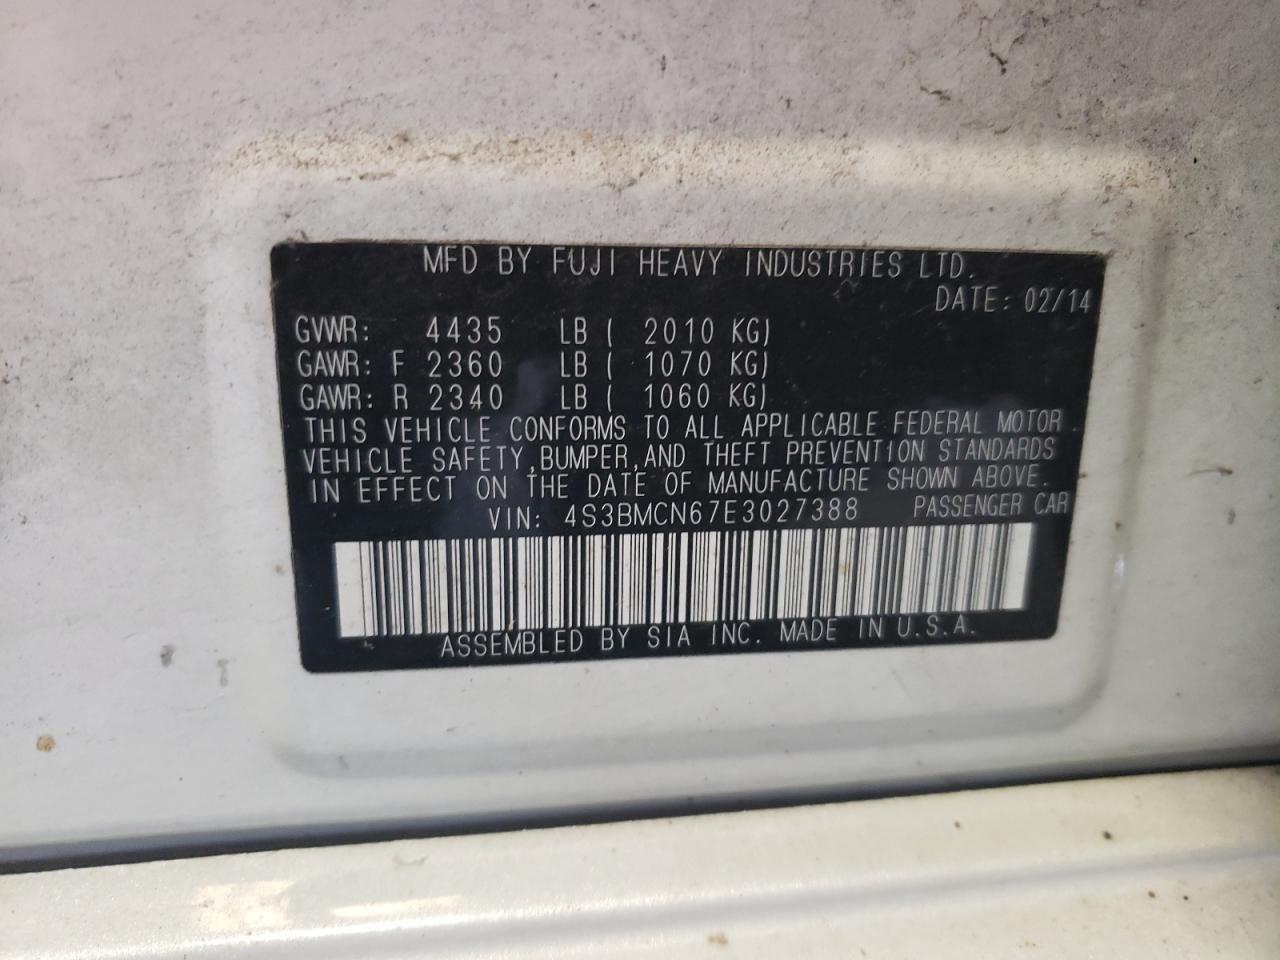 MFD BY FUJI HEAVY INDUSTRIES LTD.
DATE: 02/14
GVWR: 4435 LB ( 2010 KG)
GAWR: F 2360 LB ( 1070 KG)
GAWR: R 2340 LB ( 1060 KG)
THIS VEHICLE CONFORMS TO ALL APPLICABLE FEDERAL MOTOR
VEHICLE SAFETY,BUMPER,AND THEFT PREVENTION STANDARDS
IN EFFECT ON THE DATE OF MANUFACTURE SHOWN ABOVE.
VIN: 4S3BMCN67E3027388 PASSENGER CAR
ASSEMBLED BY SIA INC. MADE IN U.S.A.